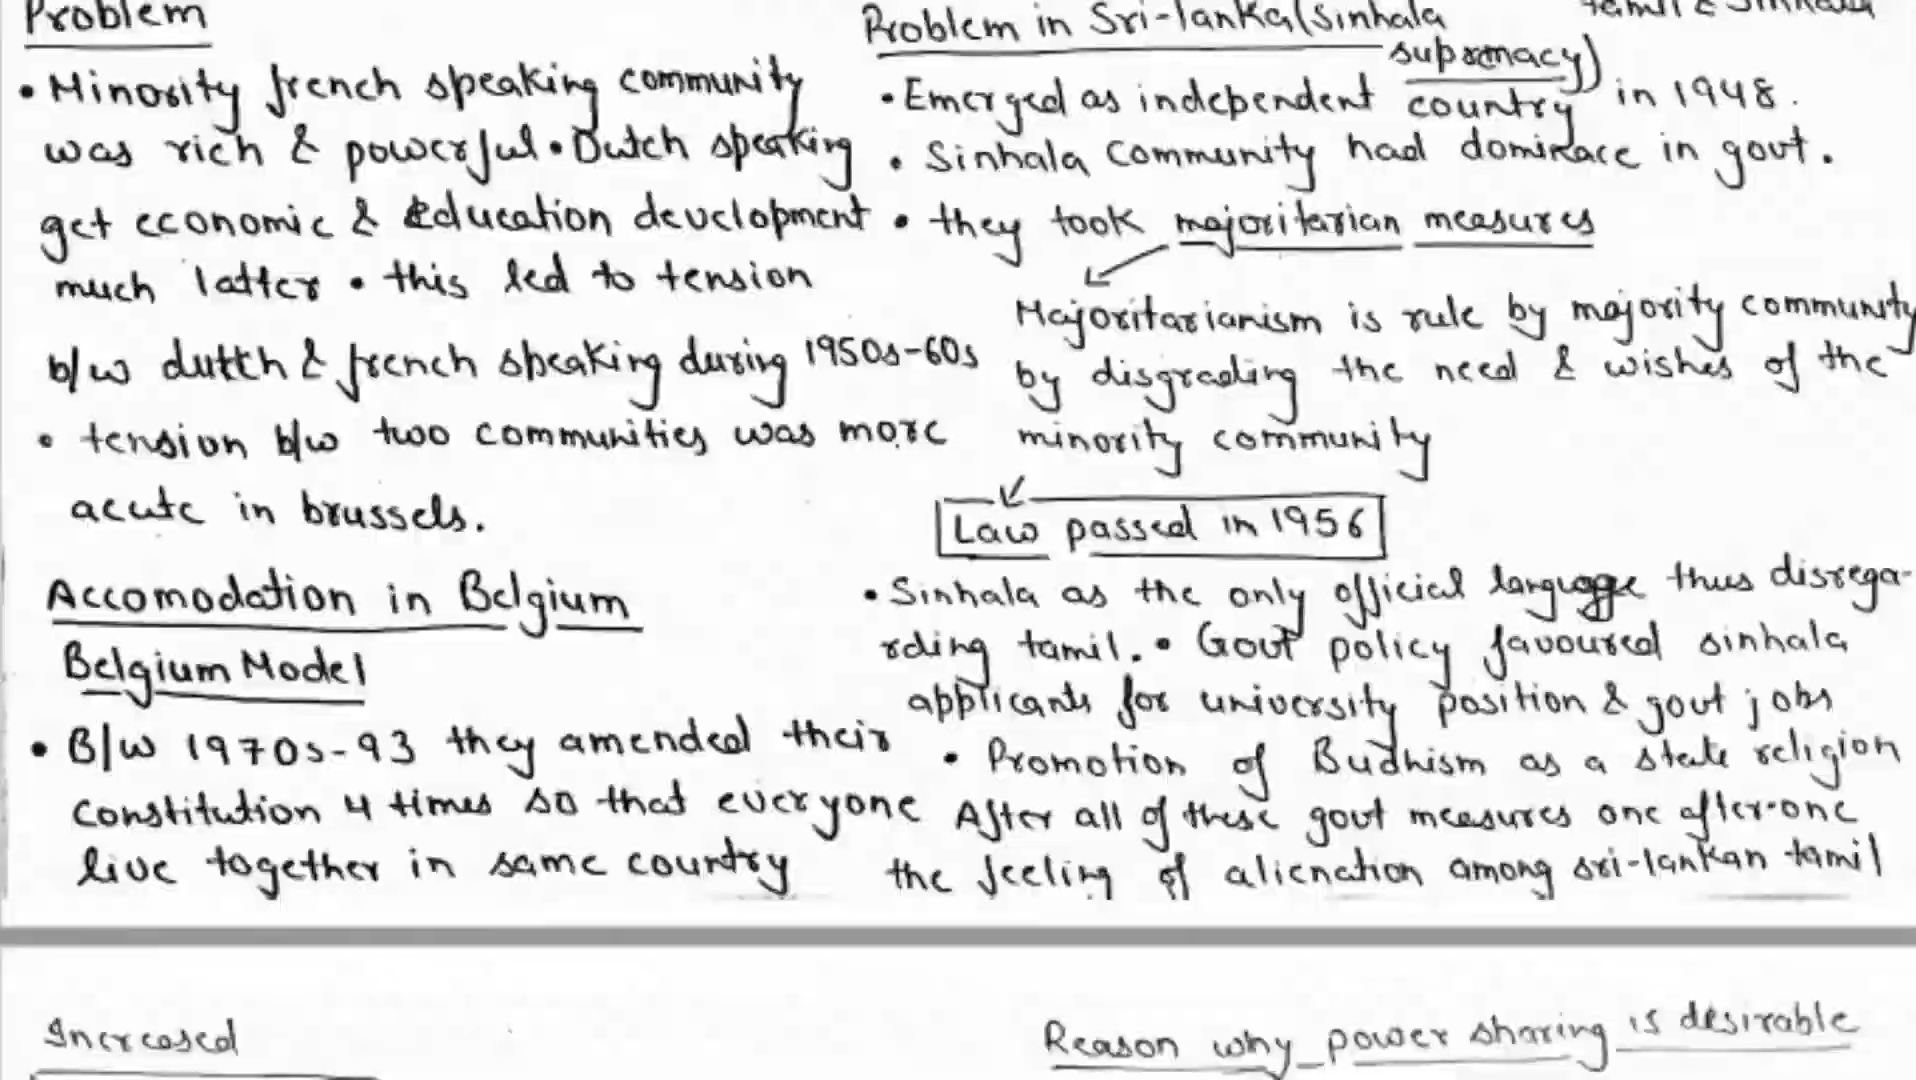 Problem
• Minority french speaking community
was rich & powerful • Dutch speaking
get economic & education development
much latter • this led to tension
b/w dutth & french speaking during 1950s-60s
• tension b/w two communities was more
acute in brussels.
Accomodation in Belgium
Belgium Model
• B/w 1970s-93 they amended their
constitution 4 times so that everyone
live together in same country
Problem in Sri-lanka (sinhala
supremacy)
• Emerged as independent country in 1948.
• Sinhala Community had dominace in govt.
• they took majoritarian measures
Majoritarianism is rule by majority community
by disgrading the need & wishes of the
minority community
Law passed in 1956
• Sinhala as the only official language thus disrega-
rding tamil. • Govt policy favoured sinhala
applicants for university position & govt jobs
• Promotion of Budhism as a state religion
After all of these govt measures one after-one
the feeling of alienation among sri-lankan tamil
Increased
Reason why power sharing is desirable